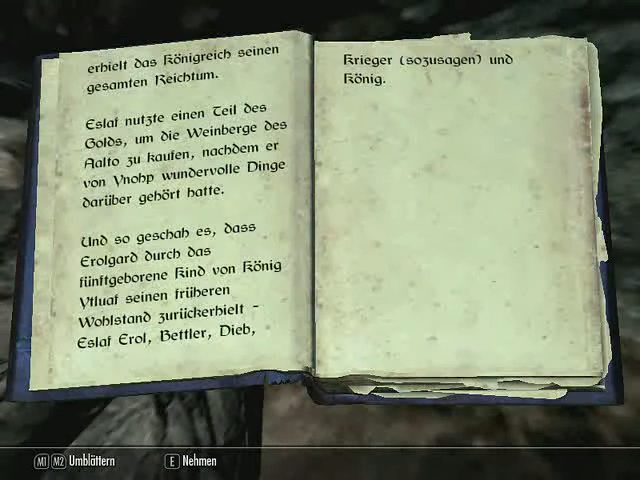 erhielt das Königreich seinen
gesamten Reichtum.
Eslaf nutzte einen Teil des
Golds, um die Weinberge des
Aalto zu kaufen, nachdem er
von Ynohp wundervolle Dinge
darüber gehört hatte.
Und so geschah es, dass
Erolgard durch das
fünftgeborene Kind von König
Ytluaf seinen früheren
Wohlstand zurückerhielt -
Eslaf Erol, Bettler, Dieb,
Krieger (sozusagen) und
König.
M1 M2 Umblättern
E Nehmen